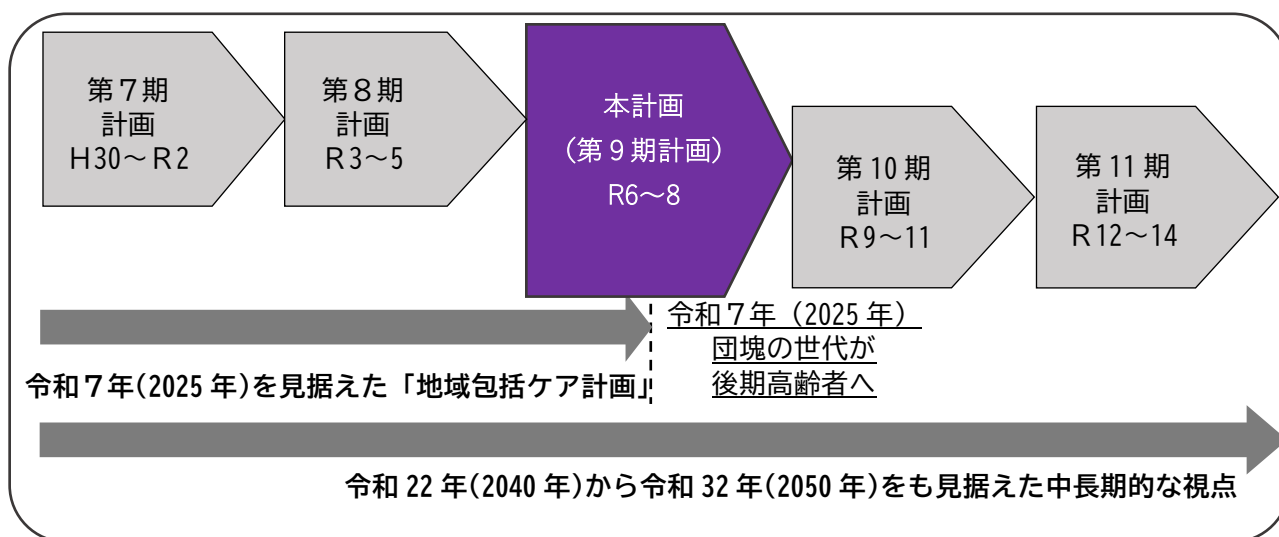 第７期
計画
Ｈ30～Ｒ2
第８期
計画
Ｒ3～5
本計画
(第９期計画)
R6～8
第 10 期
計画
Ｒ9～11
第 11 期
計画
Ｒ12～14
令和７年（2025 年）
団塊の世代が
後期高齢者へ
令和７年(2025 年)を見据えた「地域包括ケア計画」
令和 22 年(2040 年)から令和 32 年(2050 年)をも見据えた中長期的な視点